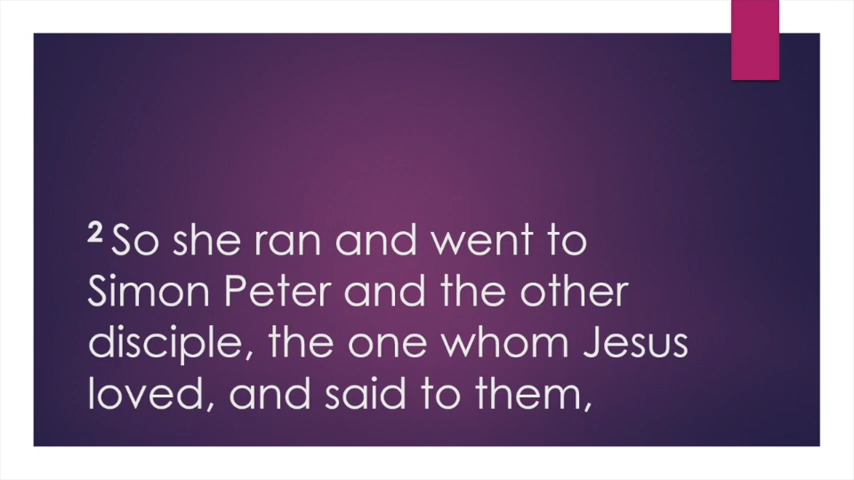 2 So she ran and went to
Simon Peter and the other
disciple, the one whom Jesus
loved, and said to them,